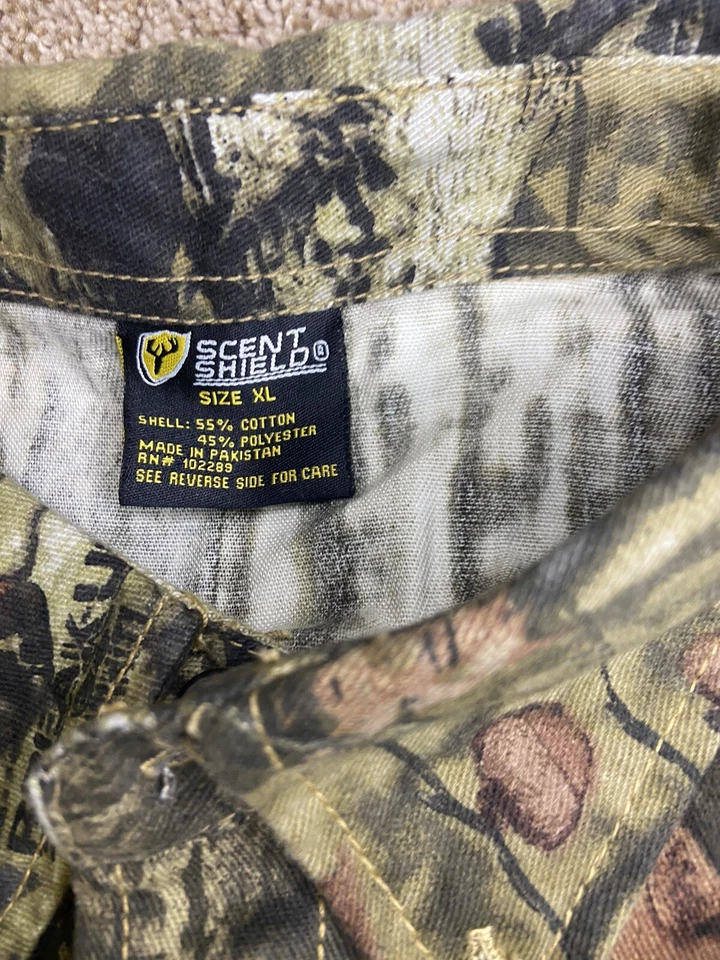 SCENT
SHIELD®
SIZE XL
SHELL: 55% COTTON
45% POLYESTER
MADE IN PAKISTAN
RN# 102289
SEE REVERSE SIDE FOR CARE